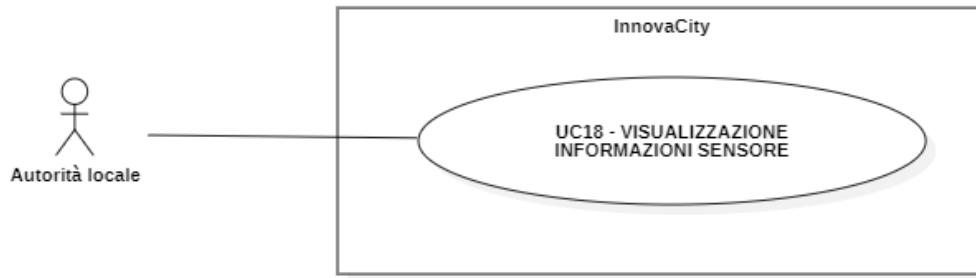 InnovaCity
UC18 - VISUALIZZAZIONE
INFORMAZIONI SENSORE
Autorità locale